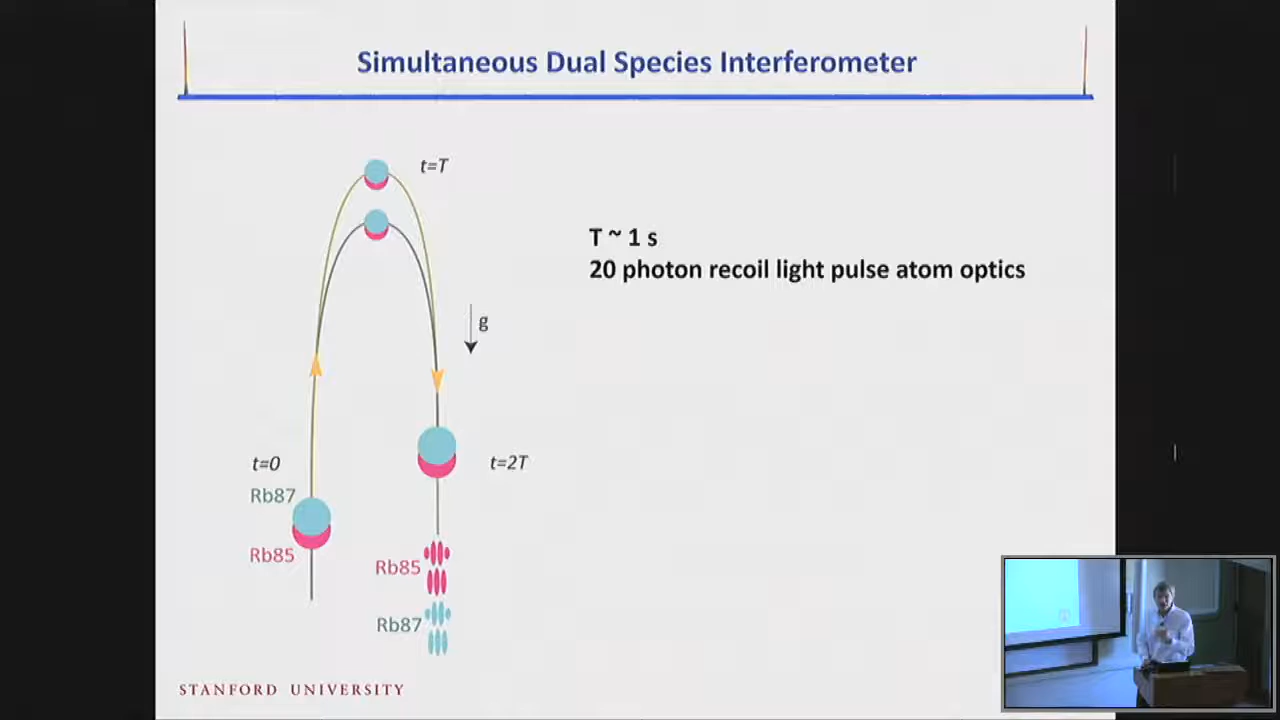 Simultaneous Dual Species Interferometer
t=T
T ~ 1 s
20 photon recoil light pulse atom optics
g
t=0
t=2T
Rb87
Rb85
Rb85
Rb87
STANFORD UNIVERSITY